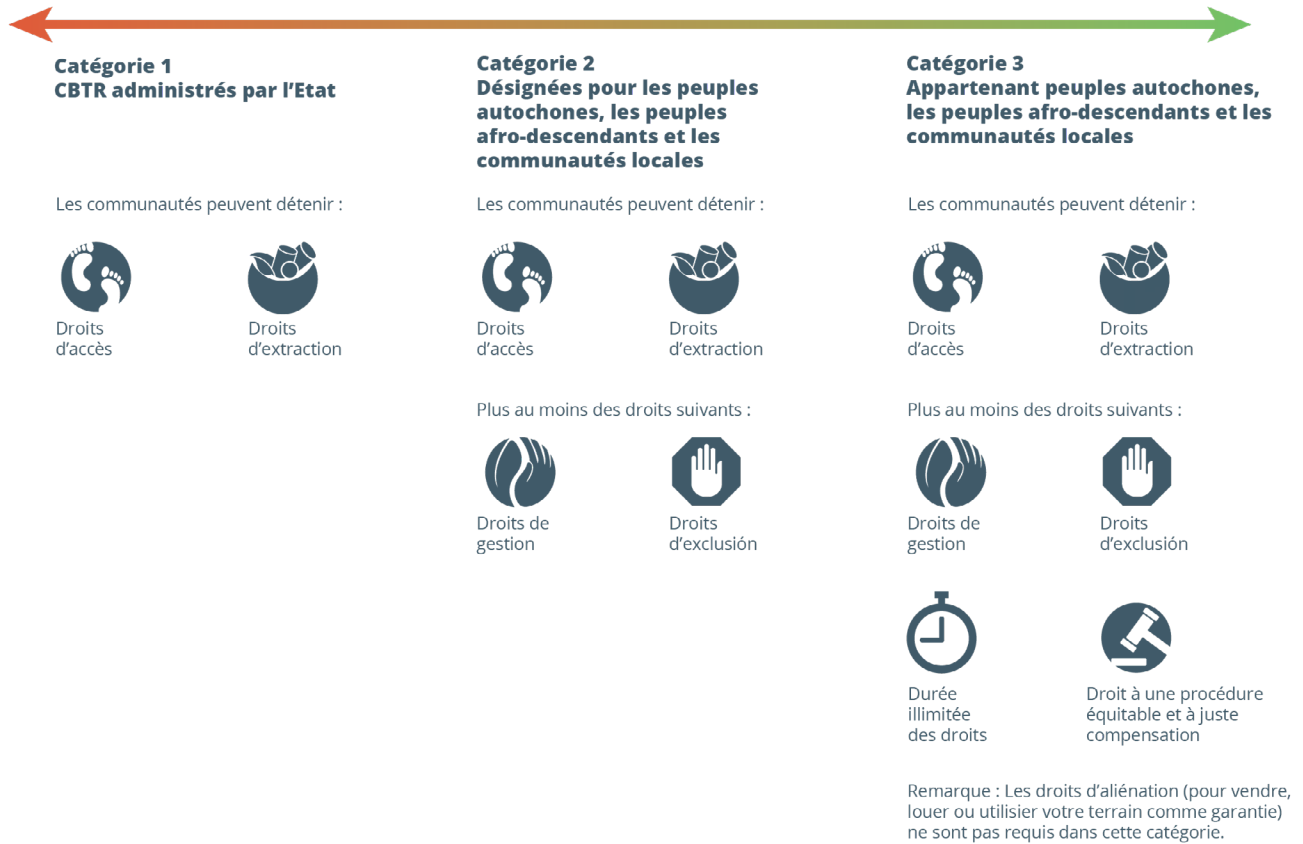 Catégorie 1
CBTR administrés par l'Etat
Les communautés peuvent détenir :
Droits
d'accès
Droits
d'extraction
Catégorie 2
Désignées pour les peuples
autochones, les peuples
afro-descendants et les
communautés locales
Les communautés peuvent détenir :
Droits
d'accès
Droits
d'extraction
Plus au moins des droits suivants :
Droits de
gestion
Droits
d'exclusión
Catégorie 3
Appartenant peuples autochones,
les peuples afro-descendants et les
communautés locales
Les communautés peuvent détenir :
Droits
d'accès
Droits
d'extraction
Plus au moins des droits suivants :
Droits de
gestion
Droits
d'exclusión
Durée
illimitée
des droits
Droit à une procédure
équitable et à juste
compensation
Remarque : Les droits d'aliénation (pour vendre,
louer ou utilisier votre terrain comme garantie)
ne sont pas requis dans cette catégorie.